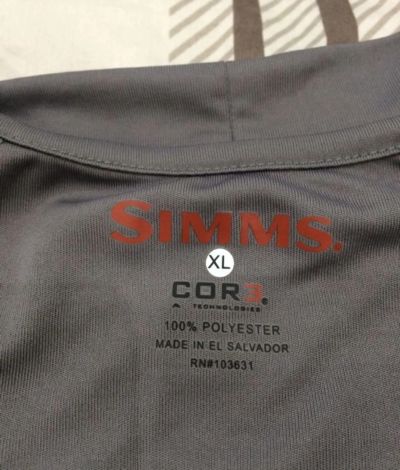 SIMMS.
XL
COR3®
TECHNOLOGIES
100% POLYESTER
MADE IN EL SALVADOR
RN#103631